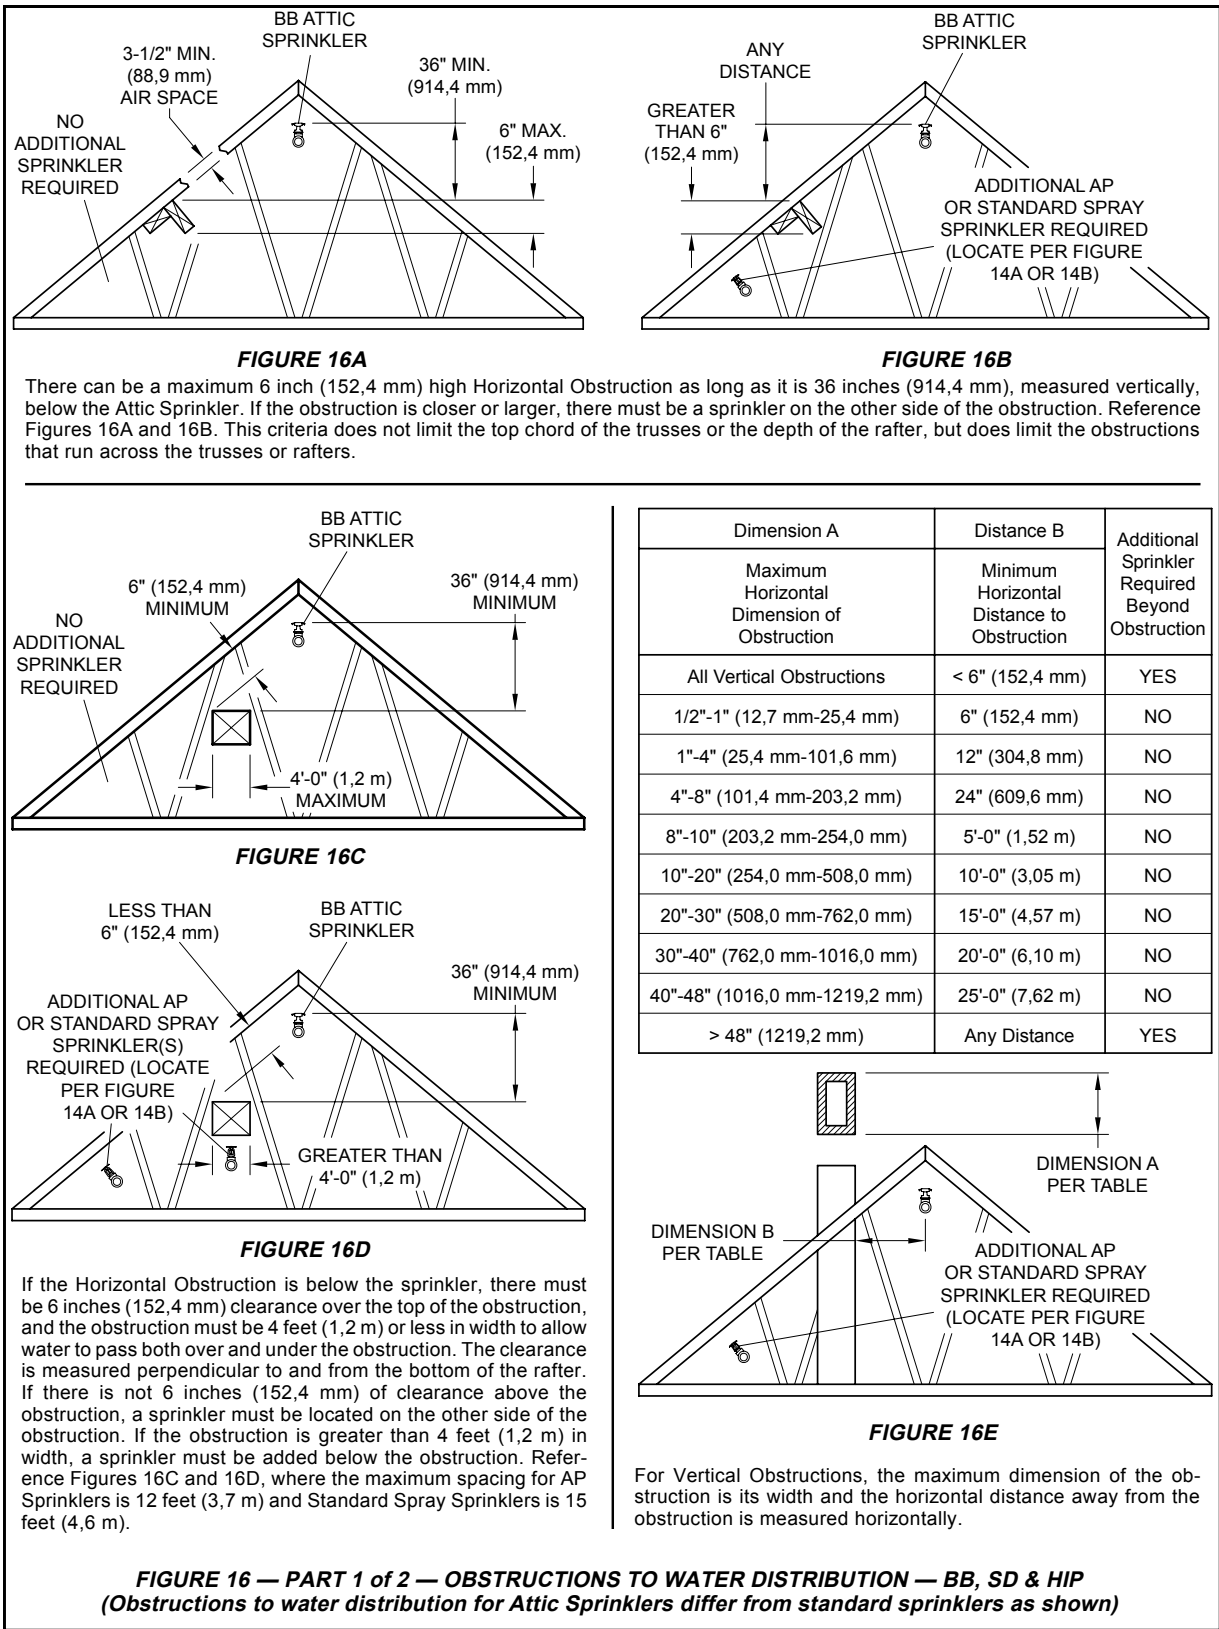 BB ATTIC
SPRINKLER
3-1/2" MIN.
(88,9 mm)
AIR SPACE
36" MIN.
(914,4 mm)
6" MAX.
(152,4 mm)
NO
ADDITIONAL
SPRINKLER
REQUIRED
FIGURE 16A
BB ATTIC
SPRINKLER
ANY
DISTANCE
GREATER
THAN 6"
(152,4 mm)
ADDITIONAL AP
OR STANDARD SPRAY
SPRINKLER REQUIRED
(LOCATE PER FIGURE
14A OR 14B)
FIGURE 16B
There can be a maximum 6 inch (152,4 mm) high Horizontal Obstruction as long as it is 36 inches (914,4 mm), measured vertically,
below the Attic Sprinkler. If the obstruction is closer or larger, there must be a sprinkler on the other side of the obstruction. Reference
Figures 16A and 16B. This criteria does not limit the top chord of the trusses or the depth of the rafter, but does limit the obstructions
that run across the trusses or rafters.
BB ATTIC
SPRINKLER
6" (152,4 mm)
MINIMUM
36" (914,4 mm)
MINIMUM
NO
ADDITIONAL
SPRINKLER
REQUIRED
4'-0" (1,2 m)
MAXIMUM
FIGURE 16C
LESS THAN
6" (152,4 mm)
BB ATTIC
SPRINKLER
36" (914,4 mm)
MINIMUM
ADDITIONAL AP
OR STANDARD SPRAY
SPRINKLER(S)
REQUIRED (LOCATE
PER FIGURE
14A OR 14B)
GREATER THAN
4'-0" (1,2 m)
FIGURE 16D
If the Horizontal Obstruction is below the sprinkler, there must
be 6 inches (152,4 mm) clearance over the top of the obstruction,
and the obstruction must be 4 feet (1,2 m) or less in width to allow
water to pass both over and under the obstruction. The clearance
is measured perpendicular to and from the bottom of the rafter.
If there is not 6 inches (152,4 mm) of clearance above the
obstruction, a sprinkler must be located on the other side of the
obstruction. If the obstruction is greater than 4 feet (1,2 m) in
width, a sprinkler must be added below the obstruction. Refer-
ence Figures 16C and 16D, where the maximum spacing for AP
Sprinklers is 12 feet (3,7 m) and Standard Spray Sprinklers is 15
feet (4,6 m).
Dimension A Distance B Additional
Sprinkler
Required
Beyond
Obstruction
Maximum
Horizontal
Dimension of
Obstruction
Minimum
Horizontal
Distance to
Obstruction
All Vertical Obstructions < 6" (152,4 mm) YES
1/2"-1" (12,7 mm-25,4 mm) 6" (152,4 mm) NO
1"-4" (25,4 mm-101,6 mm) 12" (304,8 mm) NO
4"-8" (101,4 mm-203,2 mm) 24" (609,6 mm) NO
8"-10" (203,2 mm-254,0 mm) 5'-0" (1,52 m) NO
10"-20" (254,0 mm-508,0 mm) 10'-0" (3,05 m) NO
20"-30" (508,0 mm-762,0 mm) 15'-0" (4,57 m) NO
30"-40" (762,0 mm-1016,0 mm) 20'-0" (6,10 m) NO
40"-48" (1016,0 mm-1219,2 mm) 25'-0" (7,62 m) NO
> 48" (1219,2 mm) Any Distance YES
DIMENSION A
PER TABLE
DIMENSION B
PER TABLE
ADDITIONAL AP
OR STANDARD SPRAY
SPRINKLER REQUIRED
(LOCATE PER FIGURE
14A OR 14B)
FIGURE 16E
For Vertical Obstructions, the maximum dimension of the ob-
struction is its width and the horizontal distance away from the
obstruction is measured horizontally.
FIGURE 16 — PART 1 of 2 — OBSTRUCTIONS TO WATER DISTRIBUTION — BB, SD & HIP
(Obstructions to water distribution for Attic Sprinklers differ from standard sprinklers as shown)